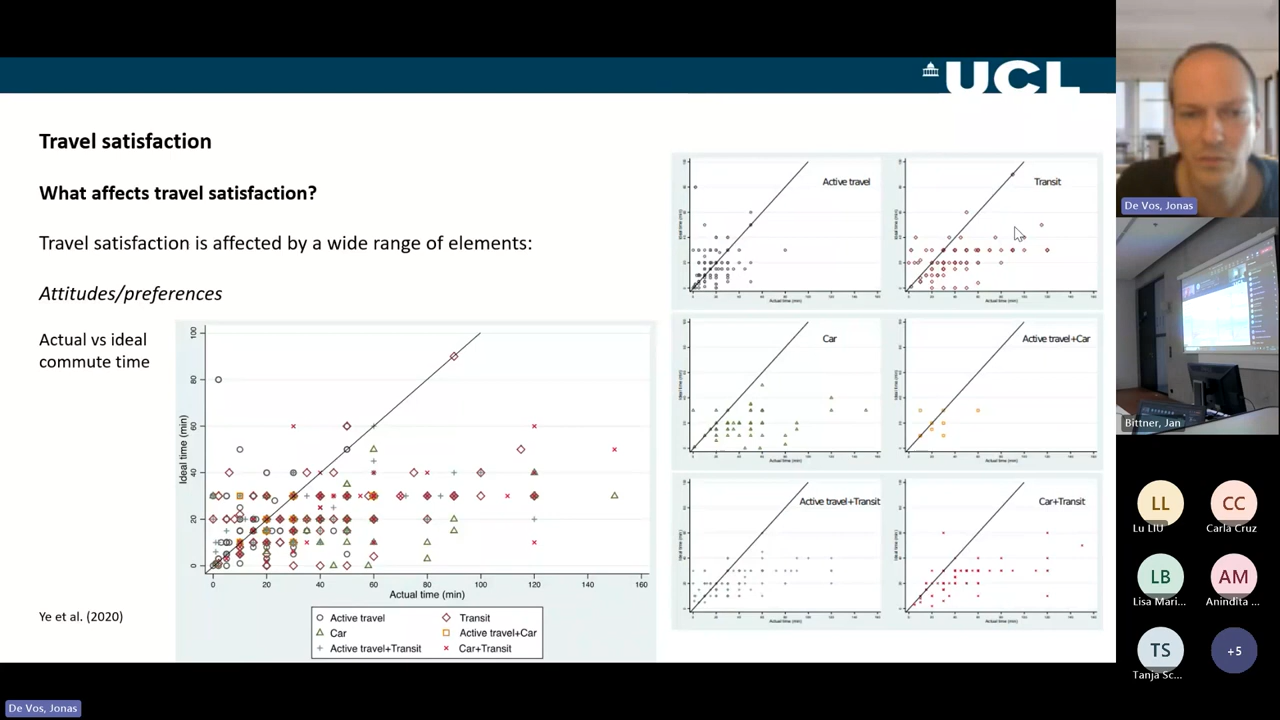 UCL
Travel satisfaction
What affects travel satisfaction?
Travel satisfaction is affected by a wide range of elements:
Attitudes/preferences
Actual vs ideal
commute time
Ideal time (min)
100
80
60
40
20
0
0 20 40 60 80 100 120 140 160
Actual time (min)
Active travel
Transit
Car
Active travel+Car
Active travel+Transit
Car+Transit
Ye et al. (2020)
Active travel
Transit
Car
Active travel+Car
Active travel+Transit
Car+Transit
De Vos, Jonas
Bittner, Jan
LL
CC
Lu LIU
Carla Cruz
LB
AM
Lisa Mari...
Anindita ...
TS
+5
Tanja Sc...
De Vos, Jonas